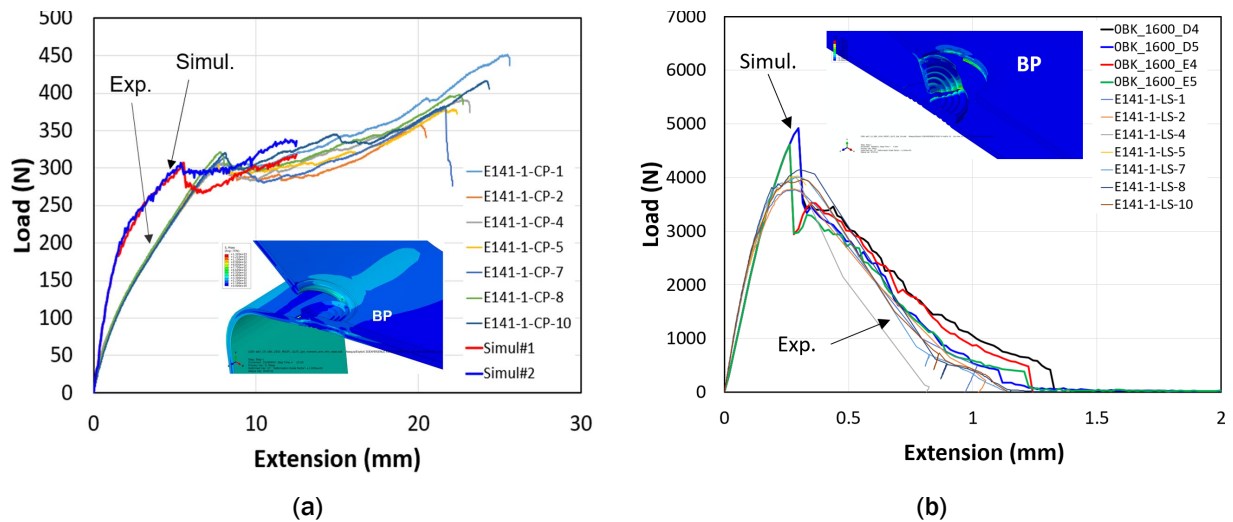 500
450
400
350
300
250
200
150
100
50
0
Load (N)
0
10
20
30
Extension (mm)
Simul.
Exp.
E141-1-CP-1
E141-1-CP-2
E141-1-CP-4
E141-1-CP-5
E141-1-CP-7
E141-1-CP-8
E141-1-CP-10
Simul#1
Simul#2
BP
(a)
7000
6000
5000
4000
3000
2000
1000
0
Load (N)
0
0.5
1
1.5
2
Extension (mm)
Simul.
Exp.
BP
0BK_1600_D4
0BK_1600_D5
0BK_1600_E4
0BK_1600_E5
E141-1-LS-1
E141-1-LS-2
E141-1-LS-4
E141-1-LS-5
E141-1-LS-7
E141-1-LS-8
E141-1-LS-10
(b)